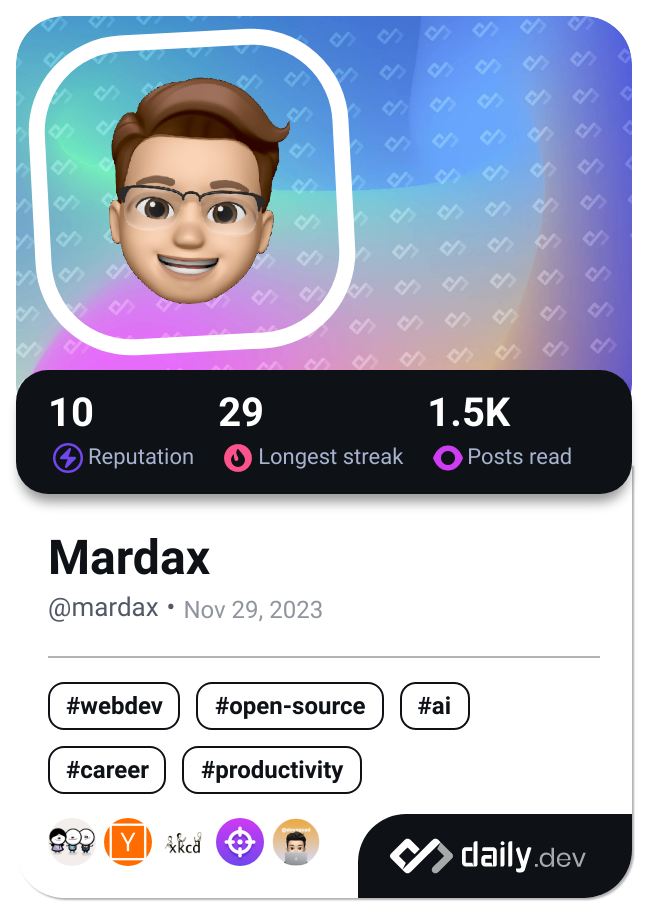 10 29 1.5K
Reputation Longest streak Posts read
Mardax
@mardax • Nov 29, 2023
#webdev #open-source #ai
#career #productivity
Y xkcd
daily.dev